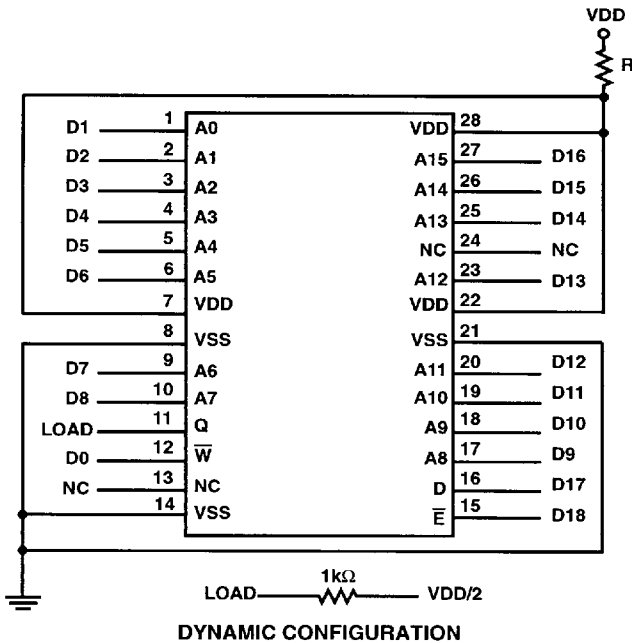 VDD
R
D1 1 A0 VDD 28
D2 2 A1 A15 27 D16
D3 3 A2 A14 26 D15
D4 4 A3 A13 25 D14
D5 5 A4 NC 24 NC
D6 6 A5 A12 23 D13
7 VDD VDD 22
8 VSS VSS 21
D7 9 A6 A11 20 D12
D8 10 A7 A10 19 D11
LOAD 11 Q A9 18 D10
D0 12 W̅ A8 17 D9
NC 13 NC D 16 D17
14 VSS E̅ 15 D18
LOAD 1kΩ VDD/2
DYNAMIC CONFIGURATION